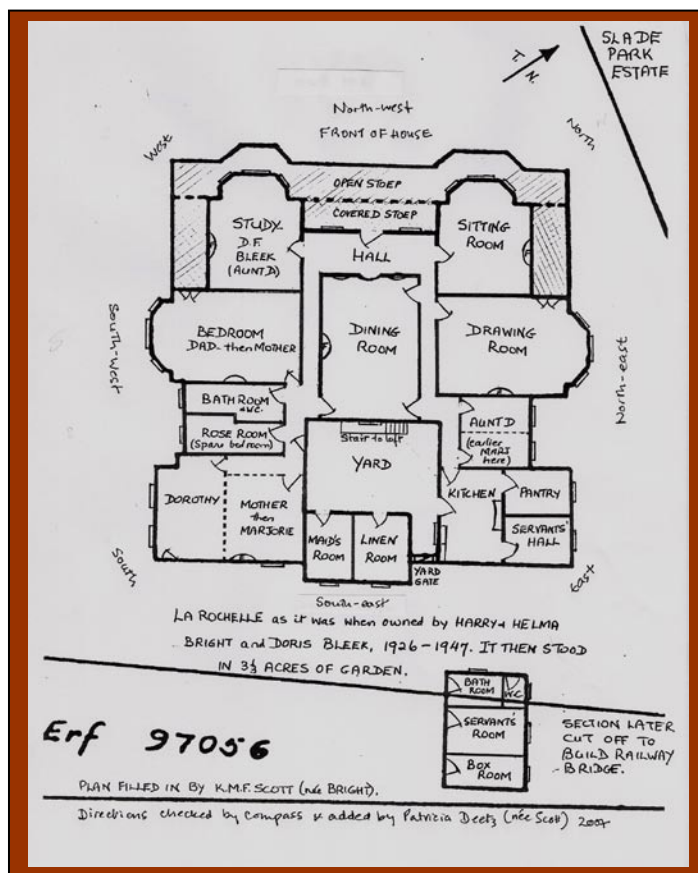 SLADE
PARK
ESTATE
T. N.
North-west
FRONT OF HOUSE
West
North
OPEN STOEP
COVERED STOEP
STUDY
D.F.
BLEEK
(AUNT D)
HALL
SITTING
ROOM
BEDROOM
DAD - then MOTHER
DINING
ROOM
DRAWING
ROOM
South-west
North-east
BATH ROOM
& W.C.
ROSE ROOM
(Spare bedroom)
Stair to loft
YARD
AUNT D
(earlier
MARJ
here)
DOROTHY
MOTHER
then
MARJORIE
KITCHEN
PANTRY
SERVANTS'
HALL
MAID'S
ROOM
LINEN
ROOM
YARD
GATE
South
East
South-east
LA ROCHELLE as it was when owned by HARRY & HELMA
BRIGHT and DORIS BLEEK, 1926-1947. IT THEN STOOD
IN 3½ ACRES OF GARDEN.
BATH
ROOM
W.C.
SERVANTS'
ROOM
BOX
ROOM
Erf 97056
SECTION LATER
CUT OFF TO
BUILD RAILWAY
BRIDGE.
PLAN FILLED IN BY K.M.F. SCOTT (née BRIGHT).
Directions checked by compass & added by Patricia Deetz (née Scott) 2007